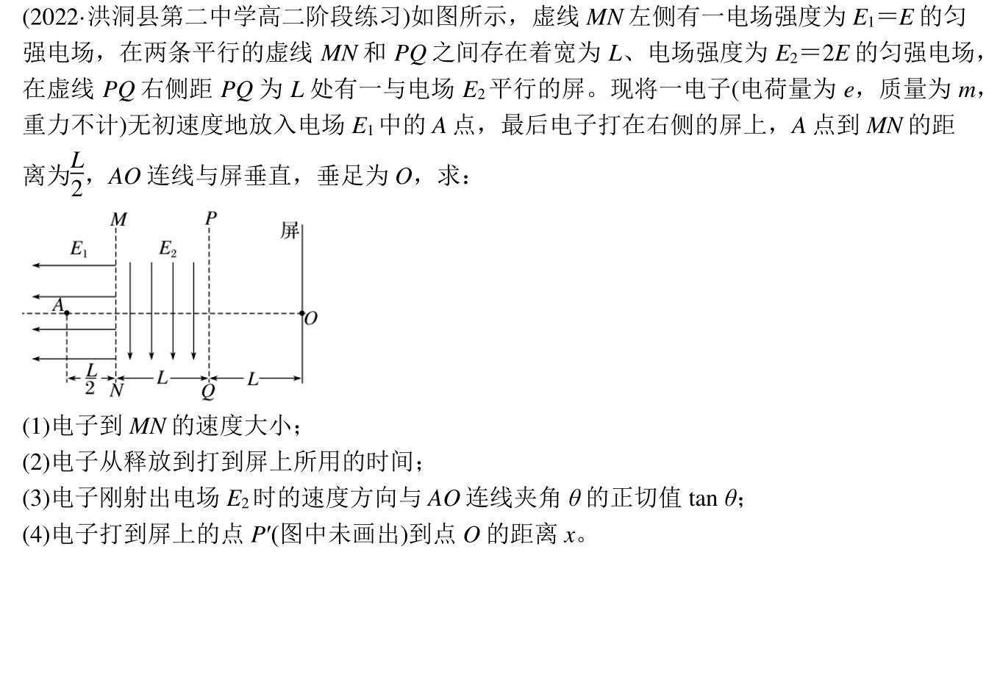 (2022·洪洞县第二中学高二阶段练习)如图所示，虚线 MN 左侧有一电场强度为 E₁＝E 的匀
强电场，在两条平行的虚线 MN 和 PQ 之间存在着宽为 L、电场强度为 E₂＝2E 的匀强电场，
在虚线 PQ 右侧距 PQ 为 L 处有一与电场 E₂ 平行的屏。现将一电子(电荷量为 e，质量为 m，
重力不计)无初速度地放入电场 E₁ 中的 A 点，最后电子打在右侧的屏上，A 点到 MN 的距
离为L/2，AO 连线与屏垂直，垂足为 O，求：
M P 屏
E₁ E₂
A O
L/2 N L Q L
(1)电子到 MN 的速度大小；
(2)电子从释放到打到屏上所用的时间；
(3)电子刚射出电场 E₂ 时的速度方向与 AO 连线夹角 θ 的正切值 tan θ；
(4)电子打到屏上的点 P′(图中未画出)到点 O 的距离 x。